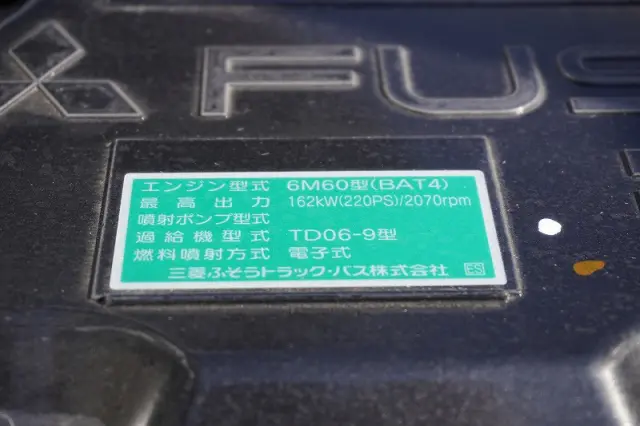 FUS
エンジン型式 6M60型(BAT4)
最高出力 162kW(220PS)/2070rpm
噴射ポンプ型式
過給機型式 TD06-9型
燃料噴射方式 電子式
三菱ふそうトラック・バス株式会社 ES